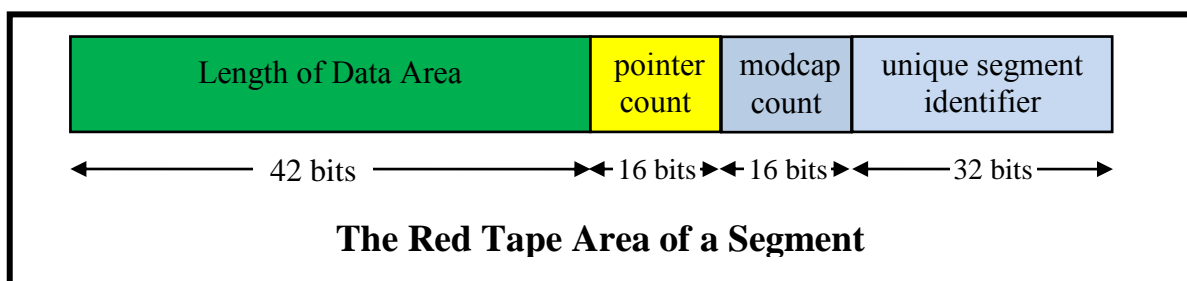 Length of Data Area
pointer count
modcap count
unique segment identifier
42 bits
16 bits
16 bits
32 bits
The Red Tape Area of a Segment